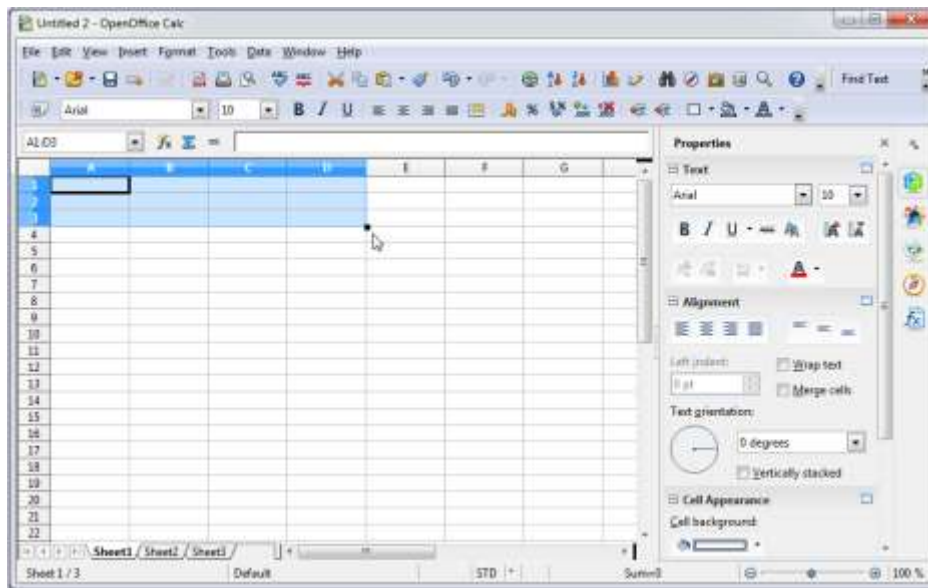 Untitled 2 - OpenOffice Calc
File Edit View Insert Format Tools Data Window Help
Find Text
Arial 10 B I U
A1:D3
A B C D E F G
1
2
3
4
5
6
7
8
9
10
11
12
13
14
15
16
17
18
19
20
21
22
Properties
Text
Arial 10
B I U
Alignment
Left indent: Wrap text
0 pt Merge cells
Text orientation:
0 degrees
Vertically stacked
Cell Appearance
Cell background:
Sheet1 Sheet2 Sheet3
Sheet 1 / 3 Default STD * Sum=0 100 %